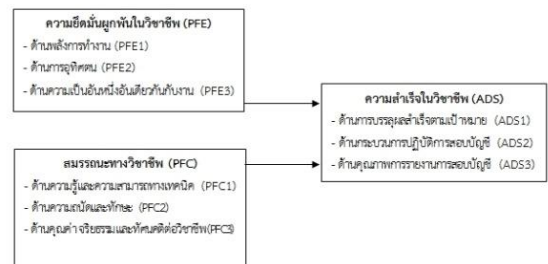 ความยึดมั่นผูกพันในวิชาชีพ (PFE)
- ด้านพลังการทำงาน (PFE1)
- ด้านการอุทิศตน (PFE2)
- ด้านความเป็นอันหนึ่งอันเดียวกันกับงาน (PFE3)
สมรรถนะทางวิชาชีพ (PFC)
- ด้านความรู้และความสามารถทางเทคนิค (PFC1)
- ด้านความถนัดและทักษะ (PFC2)
- ด้านคุณค่า จริยธรรมและทัศนคติต่อวิชาชีพ(PFC3)
ความสำเร็จในวิชาชีพ (ADS)
- ด้านการบรรลุผลสำเร็จตามเป้าหมาย (ADS1)
- ด้านกระบวนการปฏิบัติการสอบบัญชี (ADS2)
- ด้านคุณภาพการรายงานการสอบบัญชี (ADS3)